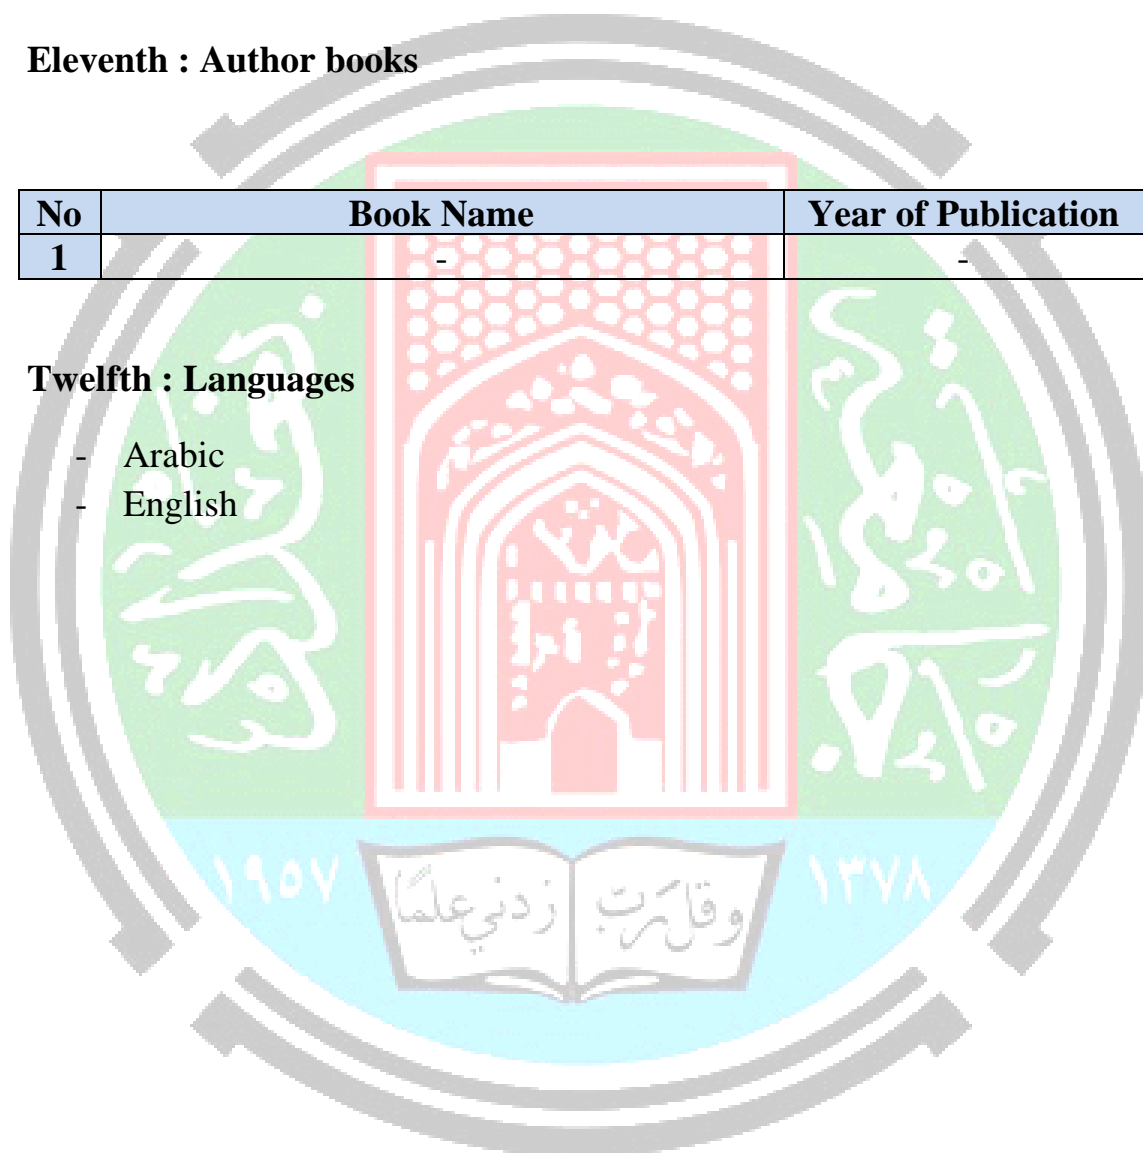 Eleventh : Author books
No Book Name Year of Publication
1 - -
Twelfth : Languages
- Arabic
- English
١٩٥٧
١٣٧٨
وقل رب زدني علماً